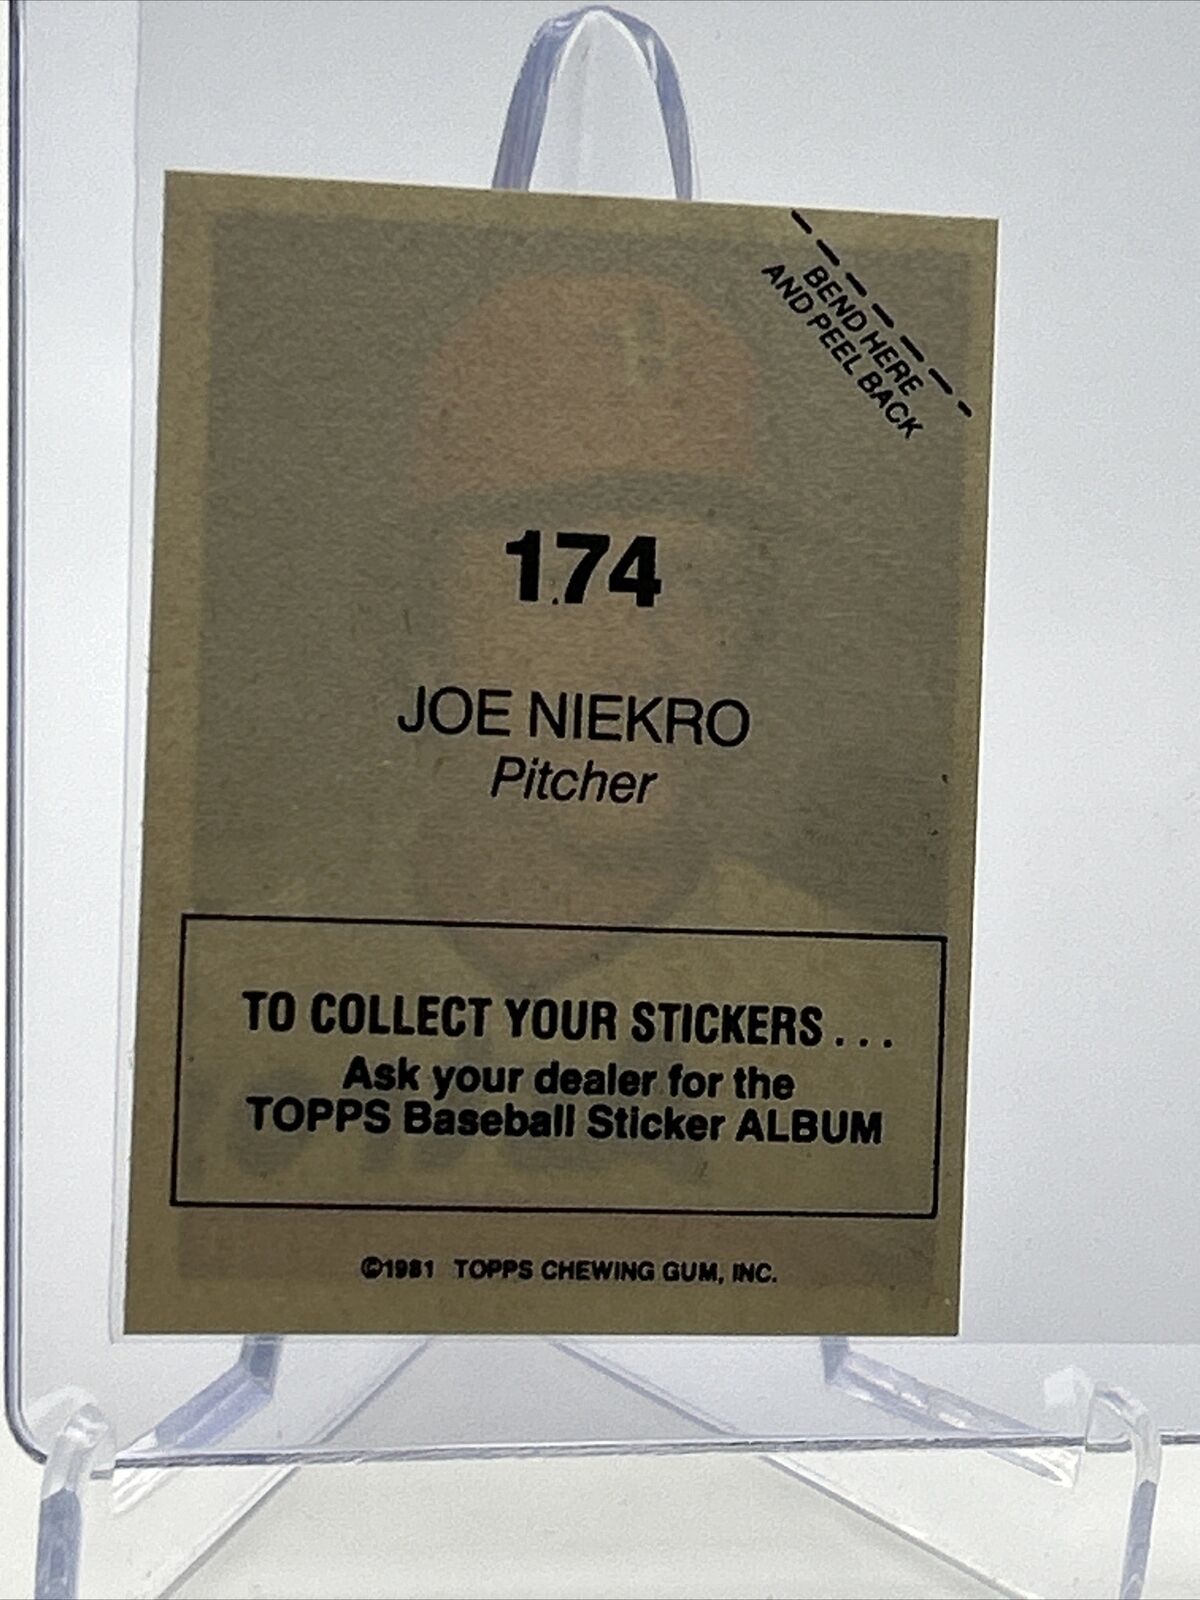 BEND HERE
AND PEEL BACK
174
JOE NIEKRO
Pitcher
TO COLLECT YOUR STICKERS...
Ask your dealer for the
TOPPS Baseball Sticker ALBUM
©1981 TOPPS CHEWING GUM, INC.